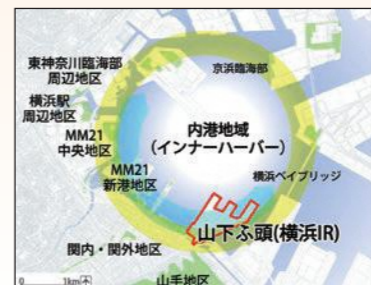 東神奈川臨海部
周辺地区
京浜臨海部
横浜駅
周辺地区
内港地域
(インナーハーバー)
MM21
中央地区
MM21
新港地区
横浜ベイブリッジ
山下ふ頭(横浜IR)
関内・関外地区
山手地区
0 1km